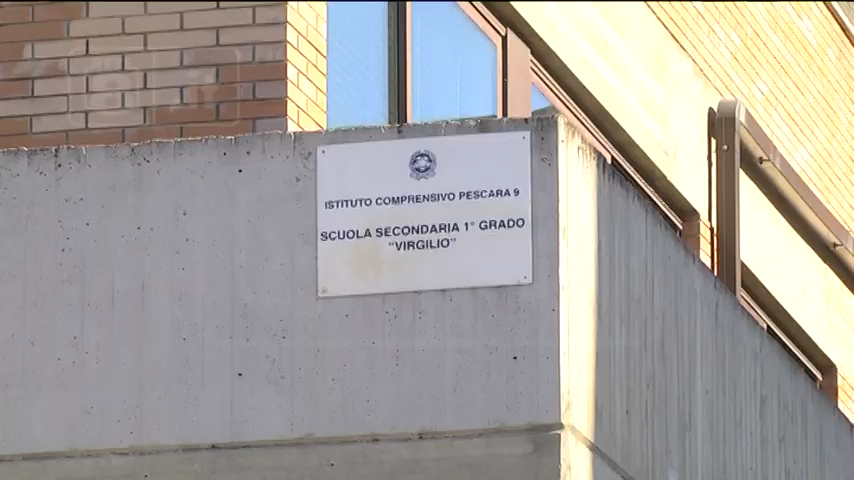 ISTITUTO COMPRENSIVO PESCARA 9
SCUOLA SECONDARIA 1° GRADO
"VIRGILIO"